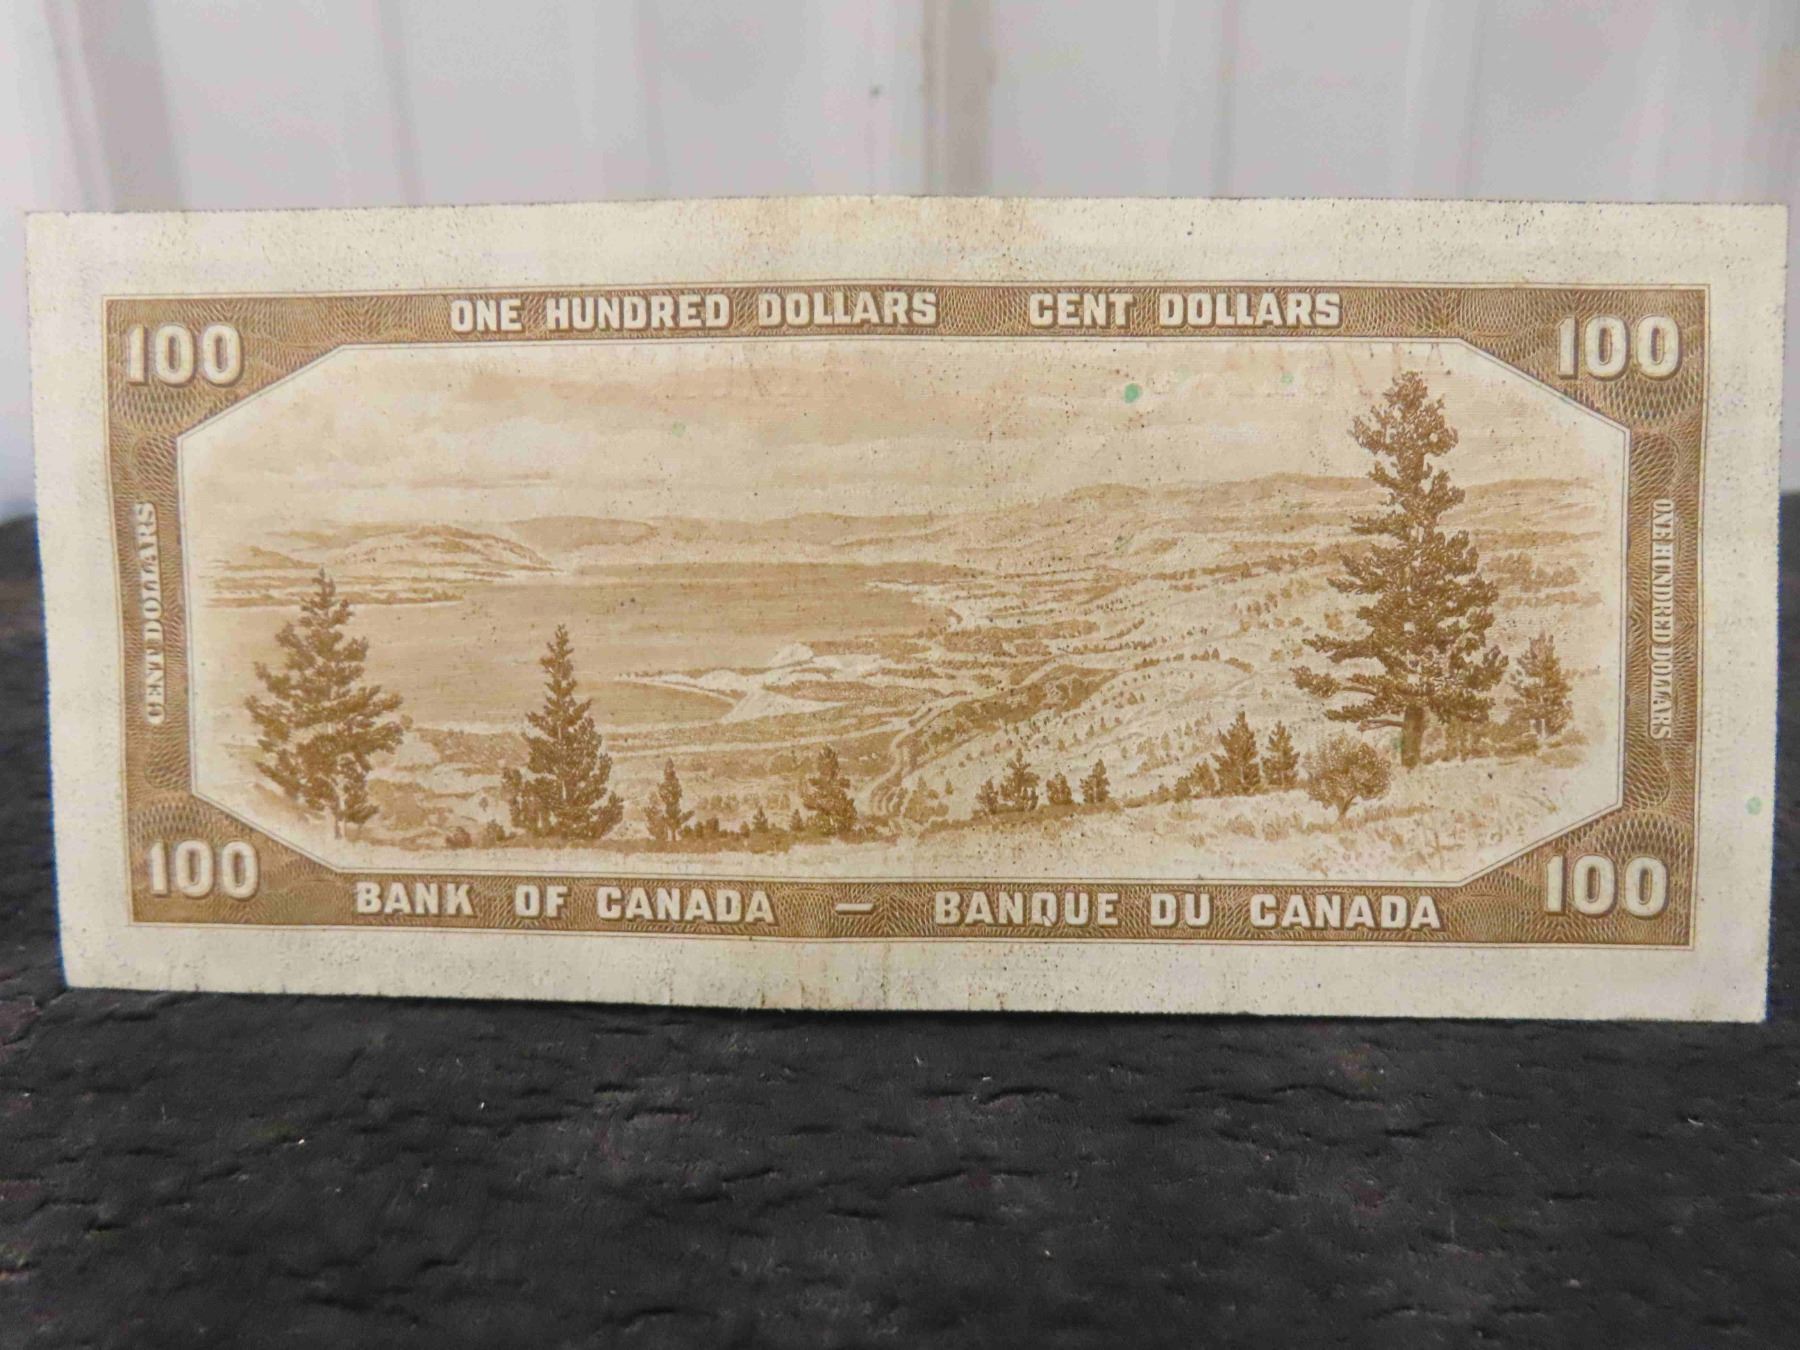 ONE HUNDRED DOLLARS CENT DOLLARS
100
100
CENT DOLLARS
ONE HUNDRED DOLLARS
100
100
BANK OF CANADA — BANQUE DU CANADA